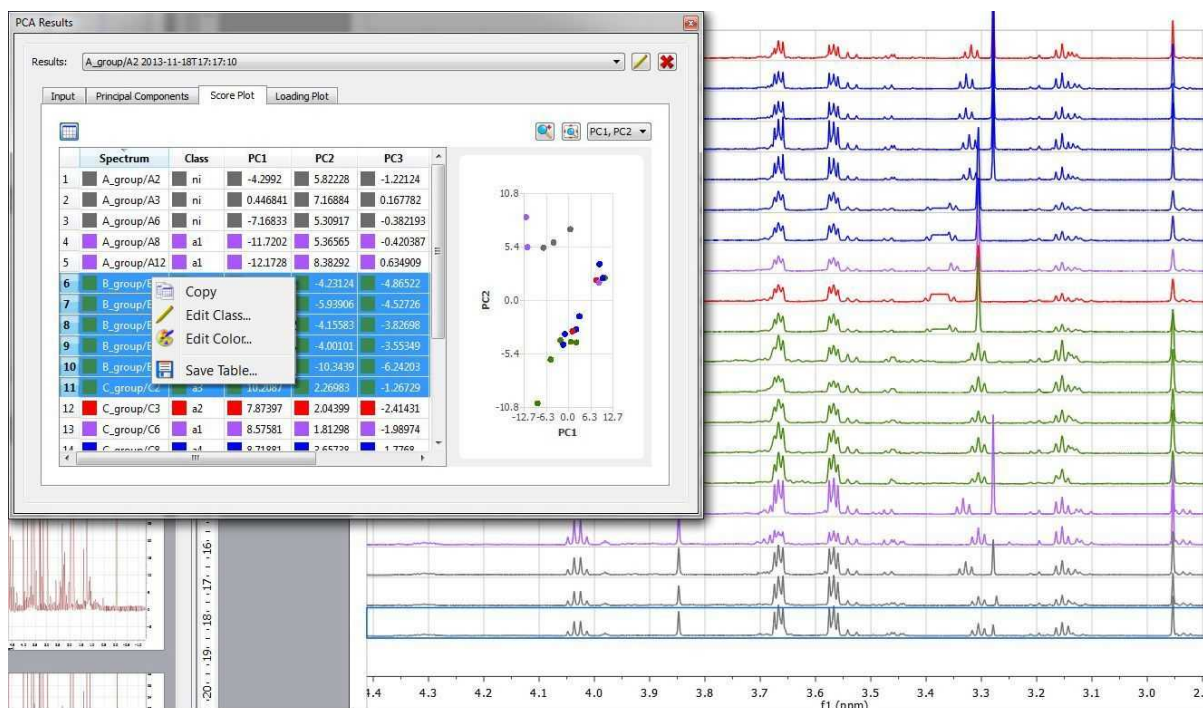 PCA Results
Results: A_group/A2 2013-11-18T17:17:10
Input Principal Components Score Plot Loading Plot
PC1, PC2
Spectrum Class PC1 PC2 PC3
1 A_group/A2 ni -4.2992 5.82228 -1.22124
2 A_group/A3 ni 0.446841 7.16884 0.167782
3 A_group/A6 ni -7.16833 5.30917 -0.382193
4 A_group/A8 a1 -11.7202 5.36565 -0.420387
5 A_group/A12 a1 -12.1728 8.38292 0.634909
6 -4.23124 -4.86522
7 -5.93906 -4.52726
8 -4.15583 -3.82698
9 -4.00101 -3.55349
10 -10.3439 -6.24203
11 C_group/C2 a3 10.2087 2.26983 -1.26729
12 C_group/C3 a2 7.87397 2.04399 -2.41431
13 C_group/C6 a1 8.57581 1.81298 -1.98974
Copy
Edit Class...
Edit Color...
Save Table...
10.8
5.4
0.0
-5.4
-10.8
PC2
-12.7 -6.3 0.0 6.3 12.7
PC1
-16
-17
-18
-19
-20
4.4 4.3 4.2 4.1 4.0 3.9 3.8 3.7 3.6 3.5 3.4 3.3 3.2 3.1 3.0
f1 (ppm)